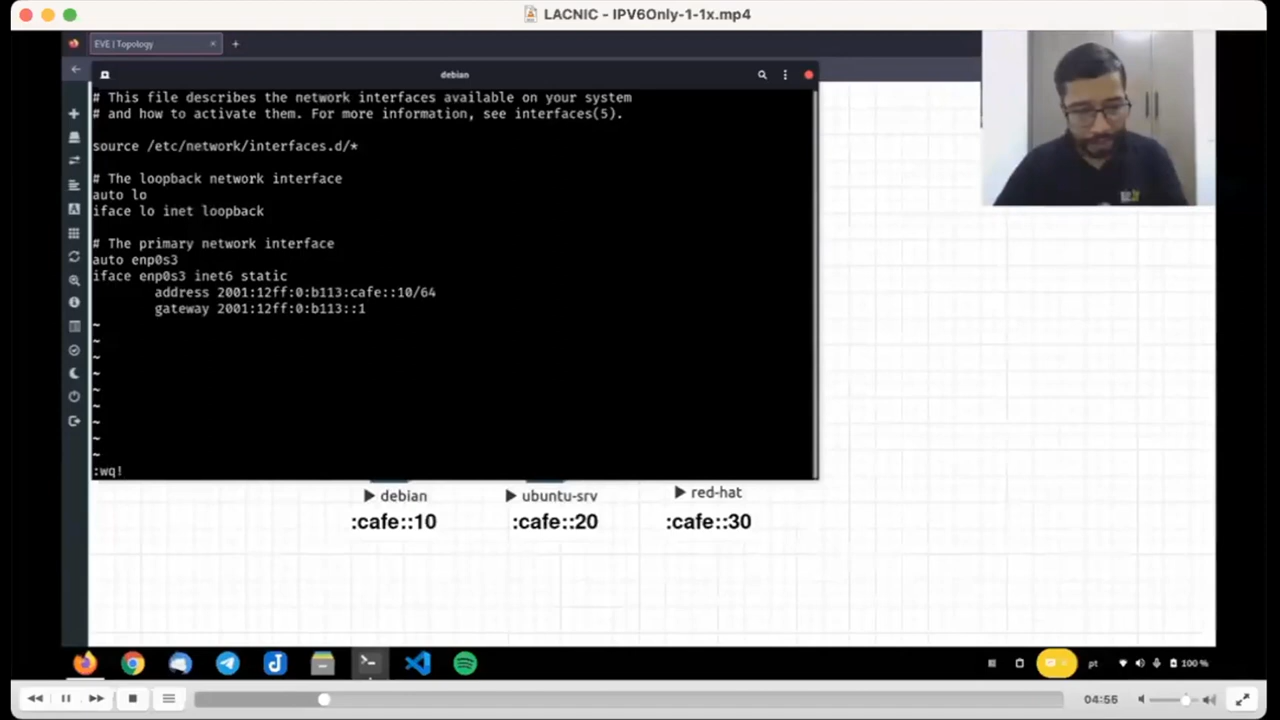 LACNIC - IPV6Only-1-1x.mp4
EVE | Topology
debian
# This file describes the network interfaces available on your system
# and how to activate them. For more information, see interfaces(5).
source /etc/network/interfaces.d/*
# The loopback network interface
auto lo
iface lo inet loopback
# The primary network interface
auto enp0s3
iface enp0s3 inet6 static
address 2001:12ff:0:b113:cafe::10/64
gateway 2001:12ff:0:b113::1
~
~
~
~
~
~
~
~
~
:wq!
debian
ubuntu-srv
red-hat
:cafe::10
:cafe::20
:cafe::30
pt
100 %
04:56